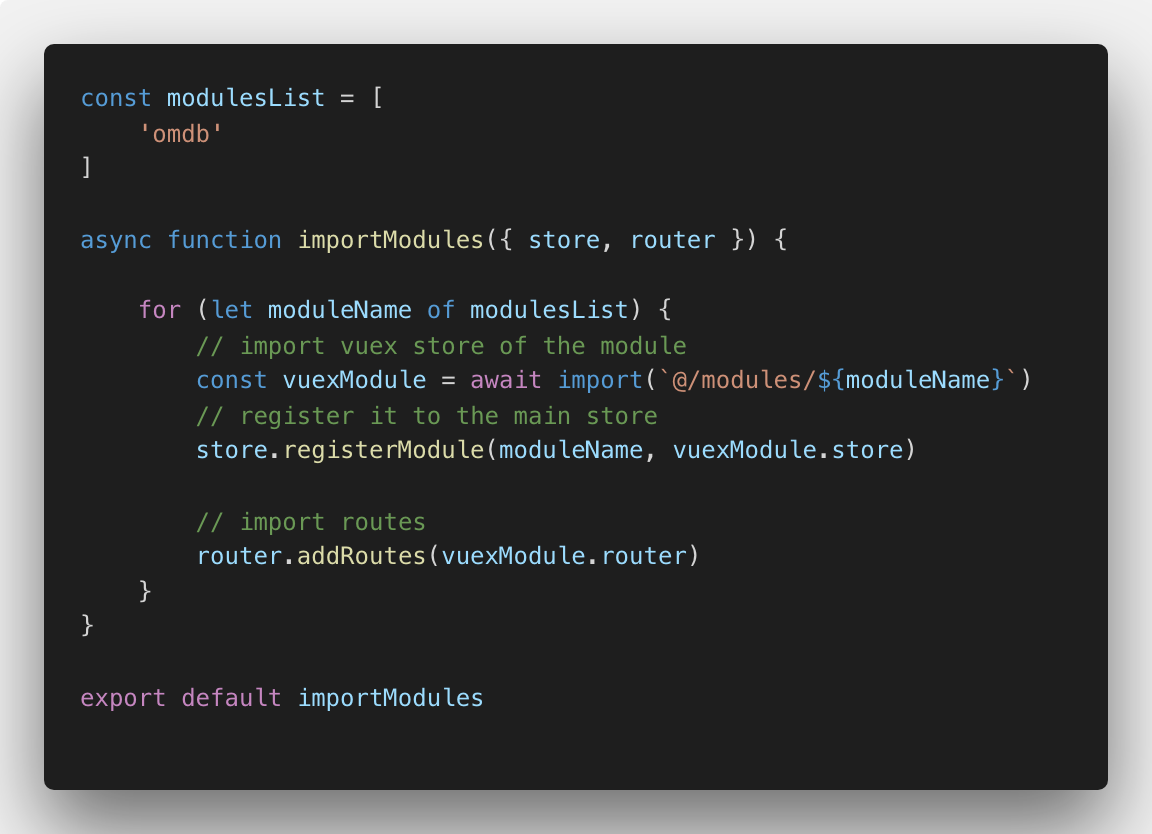 const modulesList = [
    'omdb'
]

async function importModules({ store, router }) {

    for (let moduleName of modulesList) {
        // import vuex store of the module
        const vuexModule = await import(`@/modules/${moduleName}`)
        // register it to the main store
        store.registerModule(moduleName, vuexModule.store)

        // import routes
        router.addRoutes(vuexModule.router)
    }
}

export default importModules